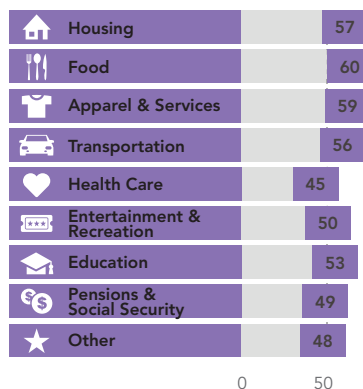 Housing 57
Food 60
Apparel & Services 59
Transportation 56
Health Care 45
Entertainment &
Recreation 50
Education 53
Pensions &
Social Security 49
Other 48
0 50